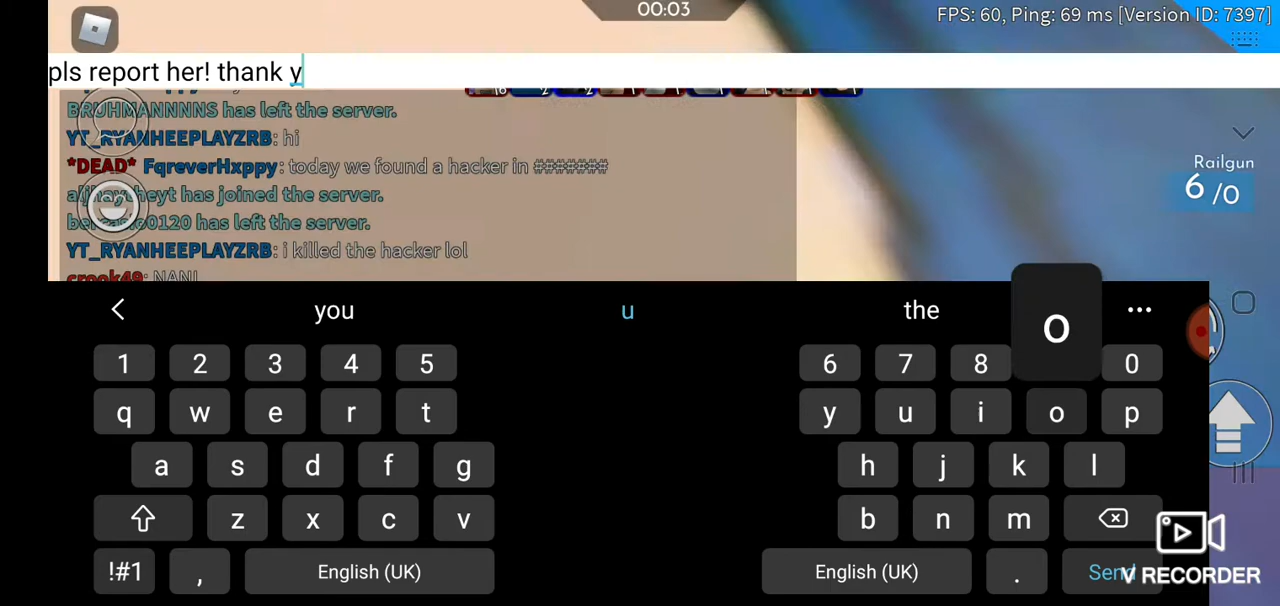 00:03
FPS: 60, Ping: 69 ms [Version ID: 7397]
pls report her! thank y
BRUHMANNNNS has left the server.
YT_RYANHEEPLAYZRB: hi
*DEAD* FqreverHxppy: today we found a hacker in #######
has joined the server.
has left the server.
YT_RYANHEEPLAYZRB: i killed the hacker lol
crook49: NANI
Railgun
6 /0
you u the o
1 2 3 4 5 6 7 8 0
q w e r t y u i o p
a s d f g h j k l
z x c v b n m
!#1 , English (UK) English (UK) . Send
V RECORDER